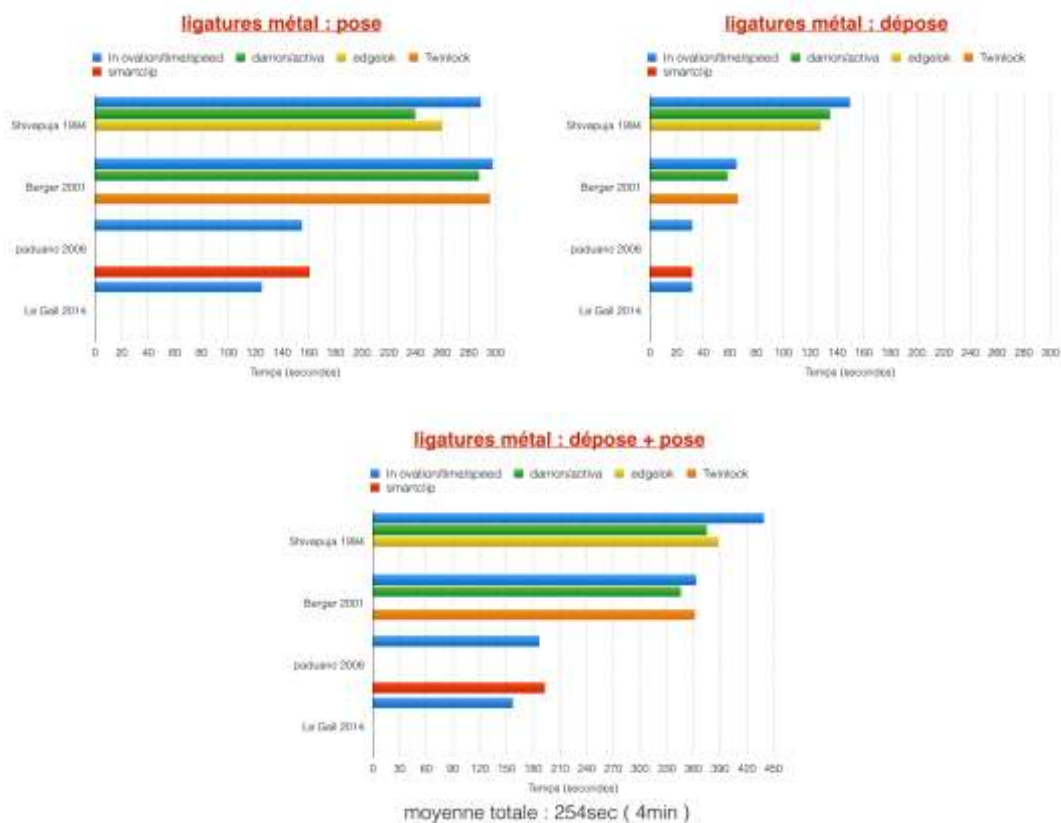 ligatures métal : pose
In ovation/time/speed damon/activa edgelok Twinlock
smartclip
Shivapuja 1994
Berger 2001
paduano 2008
Le Gall 2014
0 20 40 60 80 100 120 140 160 180 200 220 240 260 280 300
Temps (secondes)
ligatures métal : dépose
In ovation/time/speed damon/activa edgelok Twinlock
smartclip
Shivapuja 1994
Berger 2001
paduano 2008
Le Gall 2014
0 20 40 60 80 100 120 140 160 180 200 220 240 260 280 300
Temps (secondes)
ligatures métal : dépose + pose
In ovation/time/speed damon/activa edgelok Twinlock
smartclip
Shivapuja 1994
Berger 2001
paduano 2008
Le Gall 2014
0 30 60 90 120 150 180 210 240 270 300 330 360 390 420 450
Temps (secondes)
moyenne totale : 254sec ( 4min )